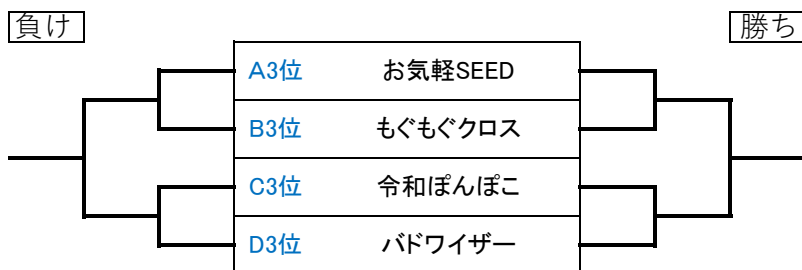 負け
勝ち
A3位 お気軽SEED
B3位 もぐもぐクロス
C3位 令和ぽんぽこ
D3位 バドワイザー